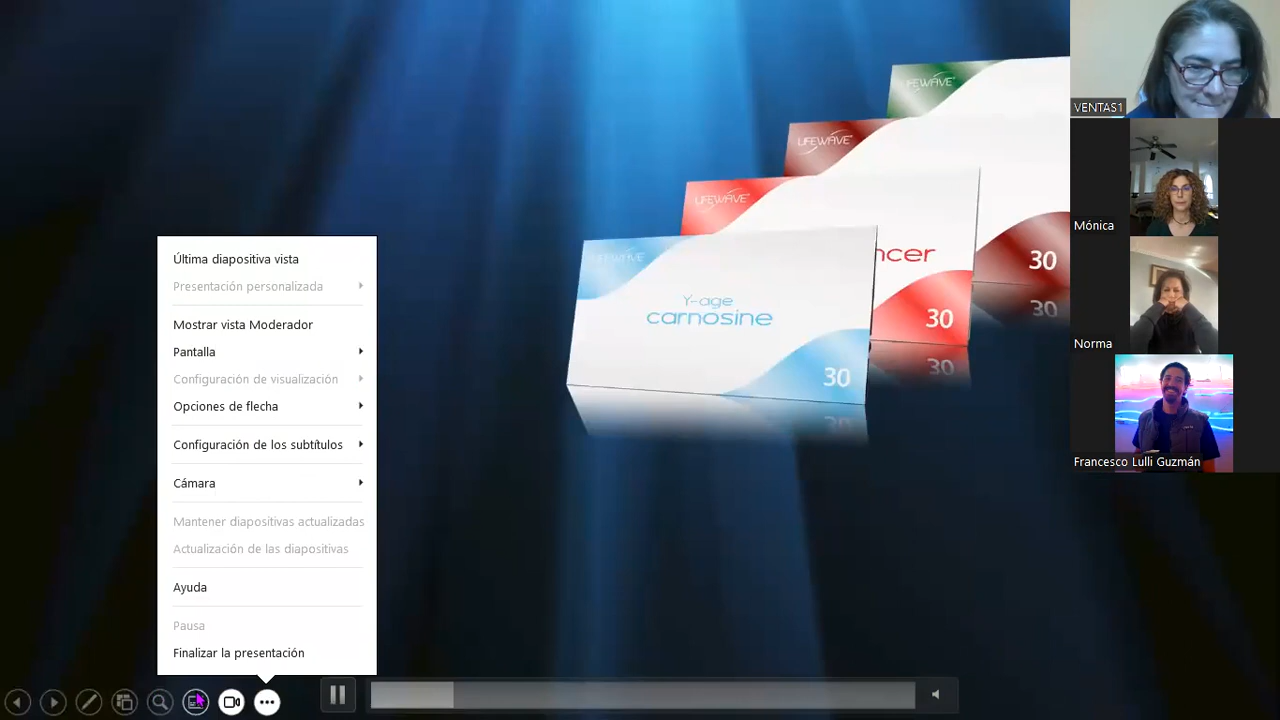 LIFEWAVE
LIFEWAVE
LIFEWAVE
LIFEWAVE
ncer
30
30
Y-age
carnosine
30
30
30
30
Última diapositiva vista
Presentación personalizada
Mostrar vista Moderador
Pantalla
Configuración de visualización
Opciones de flecha
Configuración de los subtítulos
Cámara
Mantener diapositivas actualizadas
Actualización de las diapositivas
Ayuda
Pausa
Finalizar la presentación
VENTAS1
Mónica
Norma
Francesco Lulli Guzmán